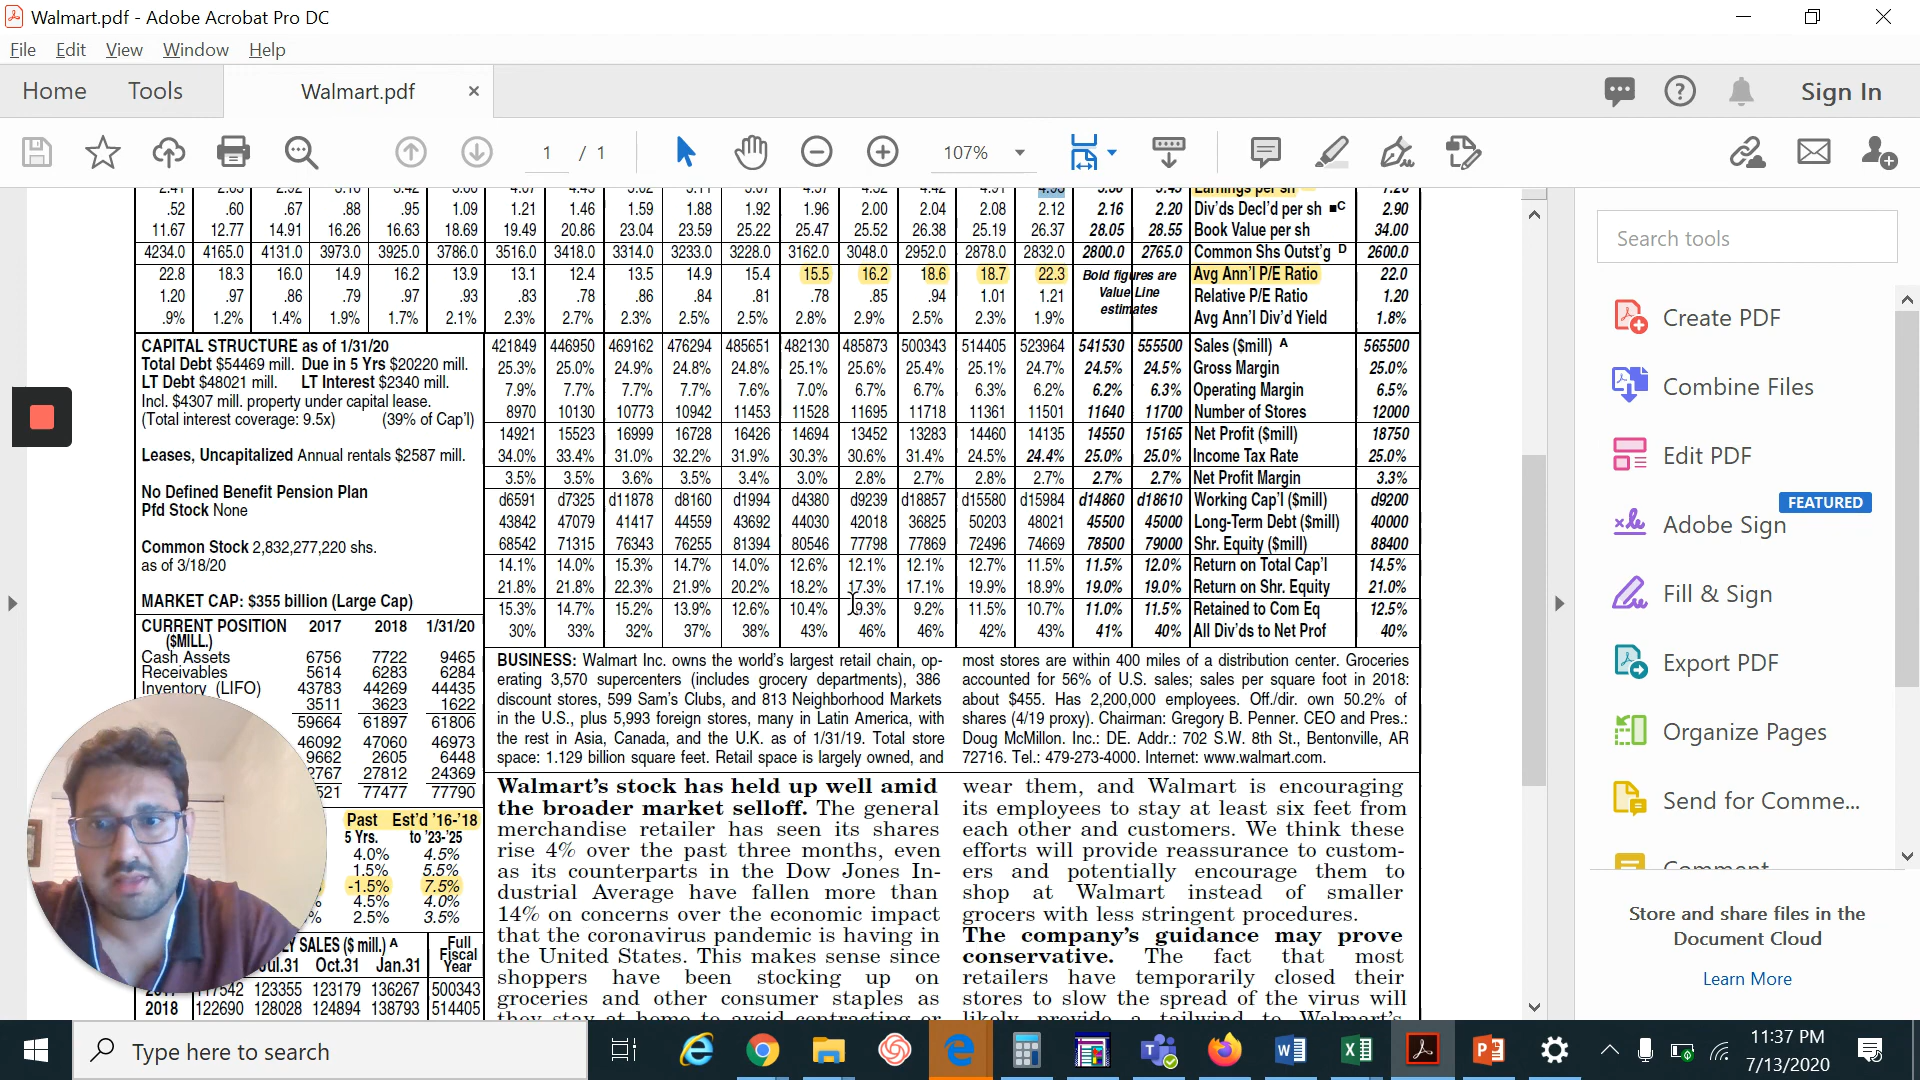 Walmart.pdf - Adobe Acrobat Pro DC
File Edit View Window Help
Home Tools Walmart.pdf × Sign In
1 / 1 107%
Earnings per sh
.52 .60 .67 .88 .95 1.09 1.21 1.46 1.59 1.88 1.92 1.96 2.00 2.04 2.08 2.12 2.16 2.20 Div'ds Decl'd per sh ■C 2.90
11.67 12.77 14.91 16.26 16.63 18.69 19.49 20.86 23.04 23.59 25.22 25.47 25.52 26.38 25.19 26.37 28.05 28.55 Book Value per sh 34.00
4234.0 4165.0 4131.0 3973.0 3925.0 3786.0 3516.0 3418.0 3314.0 3233.0 3228.0 3162.0 3048.0 2952.0 2878.0 2832.0 2800.0 2765.0 Common Shs Outst'g D 2600.0
22.8 18.3 16.0 14.9 16.2 13.9 13.1 12.4 13.5 14.9 15.4 15.5 16.2 18.6 18.7 22.3 Bold figures are Avg Ann'l P/E Ratio 22.0
1.20 .97 .86 .79 .97 .93 .83 .78 .86 .84 .81 .78 .85 .94 1.01 1.21 Value Line Relative P/E Ratio 1.20
.9% 1.2% 1.4% 1.9% 1.7% 2.1% 2.3% 2.7% 2.3% 2.5% 2.5% 2.8% 2.9% 2.5% 2.3% 1.9% estimates Avg Ann'l Div'd Yield 1.8%
CAPITAL STRUCTURE as of 1/31/20
Total Debt $54469 mill. Due in 5 Yrs $20220 mill.
LT Debt $48021 mill. LT Interest $2340 mill.
Incl. $4307 mill. property under capital lease.
(Total interest coverage: 9.5x) (39% of Cap'l)
Leases, Uncapitalized Annual rentals $2587 mill.
No Defined Benefit Pension Plan
Pfd Stock None
Common Stock 2,832,277,220 shs.
as of 3/18/20
MARKET CAP: $355 billion (Large Cap)
421849 446950 469162 476294 485651 482130 485873 500343 514405 523964 541530 555500 Sales ($mill) A 565500
25.3% 25.0% 24.9% 24.8% 24.8% 25.1% 25.6% 25.4% 25.1% 24.7% 24.5% 24.5% Gross Margin 25.0%
7.9% 7.7% 7.7% 7.7% 7.6% 7.0% 6.7% 6.7% 6.3% 6.2% 6.2% 6.3% Operating Margin 6.5%
8970 10130 10773 10942 11453 11528 11695 11718 11361 11501 11640 11700 Number of Stores 12000
14921 15523 16999 16728 16426 14694 13452 13283 14460 14135 14550 15165 Net Profit ($mill) 18750
34.0% 33.4% 31.0% 32.2% 31.9% 30.3% 30.6% 31.4% 24.5% 24.4% 25.0% 25.0% Income Tax Rate 25.0%
3.5% 3.5% 3.6% 3.5% 3.4% 3.0% 2.8% 2.7% 2.8% 2.7% 2.7% 2.7% Net Profit Margin 3.3%
d6591 d7325 d11878 d8160 d1994 d4380 d9239 d18857 d15580 d15984 d14860 d18610 Working Cap'l ($mill) d9200
43842 47079 41417 44559 43692 44030 42018 36825 50203 48021 45500 45000 Long-Term Debt ($mill) 40000
68542 71315 76343 76255 81394 80546 77798 77869 72496 74669 78500 79000 Shr. Equity ($mill) 88400
14.1% 14.0% 15.3% 14.7% 14.0% 12.6% 12.1% 12.1% 12.7% 11.5% 11.5% 12.0% Return on Total Cap'l 14.5%
21.8% 21.8% 22.3% 21.9% 20.2% 18.2% 17.3% 17.1% 19.9% 18.9% 19.0% 19.0% Return on Shr. Equity 21.0%
15.3% 14.7% 15.2% 13.9% 12.6% 10.4% 9.3% 9.2% 11.5% 10.7% 11.0% 11.5% Retained to Com Eq 12.5%
30% 33% 32% 37% 38% 43% 46% 46% 42% 43% 41% 40% All Div'ds to Net Prof 40%
CURRENT POSITION 2017 2018 1/31/20
($MILL.)
Cash Assets 6756 7722 9465
Receivables 5614 6283 6284
Inventory (LIFO) 43783 44269 44435
3511 3623 1622
59664 61897 61806
46092 47060 46973
9662 2605 6448
2767 27812 24369
521 77477 77790
Past Est'd '16-'18
5 Yrs. to '23-'25
4.0% 4.5%
1.5% 5.5%
-1.5% 7.5%
4.5% 4.0%
2.5% 3.5%
SALES ($ mill.) A Full
Fiscal
Jul.31 Oct.31 Jan.31 Year
117542 123355 123179 136267 500343
2018 122690 128028 124894 138793 514405
BUSINESS: Walmart Inc. owns the world's largest retail chain, op-
erating 3,570 supercenters (includes grocery departments), 386
discount stores, 599 Sam's Clubs, and 813 Neighborhood Markets
in the U.S., plus 5,993 foreign stores, many in Latin America, with
the rest in Asia, Canada, and the U.K. as of 1/31/19. Total store
space: 1.129 billion square feet. Retail space is largely owned, and
most stores are within 400 miles of a distribution center. Groceries
accounted for 56% of U.S. sales; sales per square foot in 2018:
about $455. Has 2,200,000 employees. Off./dir. own 50.2% of
shares (4/19 proxy). Chairman: Gregory B. Penner. CEO and Pres.:
Doug McMillon. Inc.: DE. Addr.: 702 S.W. 8th St., Bentonville, AR
72716. Tel.: 479-273-4000. Internet: www.walmart.com.
Walmart's stock has held up well amid
the broader market selloff. The general
merchandise retailer has seen its shares
rise 4% over the past three months, even
as its counterparts in the Dow Jones In-
dustrial Average have fallen more than
14% on concerns over the economic impact
that the coronavirus pandemic is having in
the United States. This makes sense since
shoppers have been stocking up on
groceries and other consumer staples as
they stay at home to avoid contracting or
wear them, and Walmart is encouraging
its employees to stay at least six feet from
each other and customers. We think these
efforts will provide reassurance to custom-
ers and potentially encourage them to
shop at Walmart instead of smaller
grocers with less stringent procedures.
The company's guidance may prove
conservative. The fact that most
retailers have temporarily closed their
stores to slow the spread of the virus will
likely provide a tailwind to Walmart's
Search tools
Create PDF
Combine Files
Edit PDF
FEATURED
Adobe Sign
Fill & Sign
Export PDF
Organize Pages
Send for Comme...
Comment
Store and share files in the
Document Cloud
Learn More
Type here to search
11:37 PM
7/13/2020